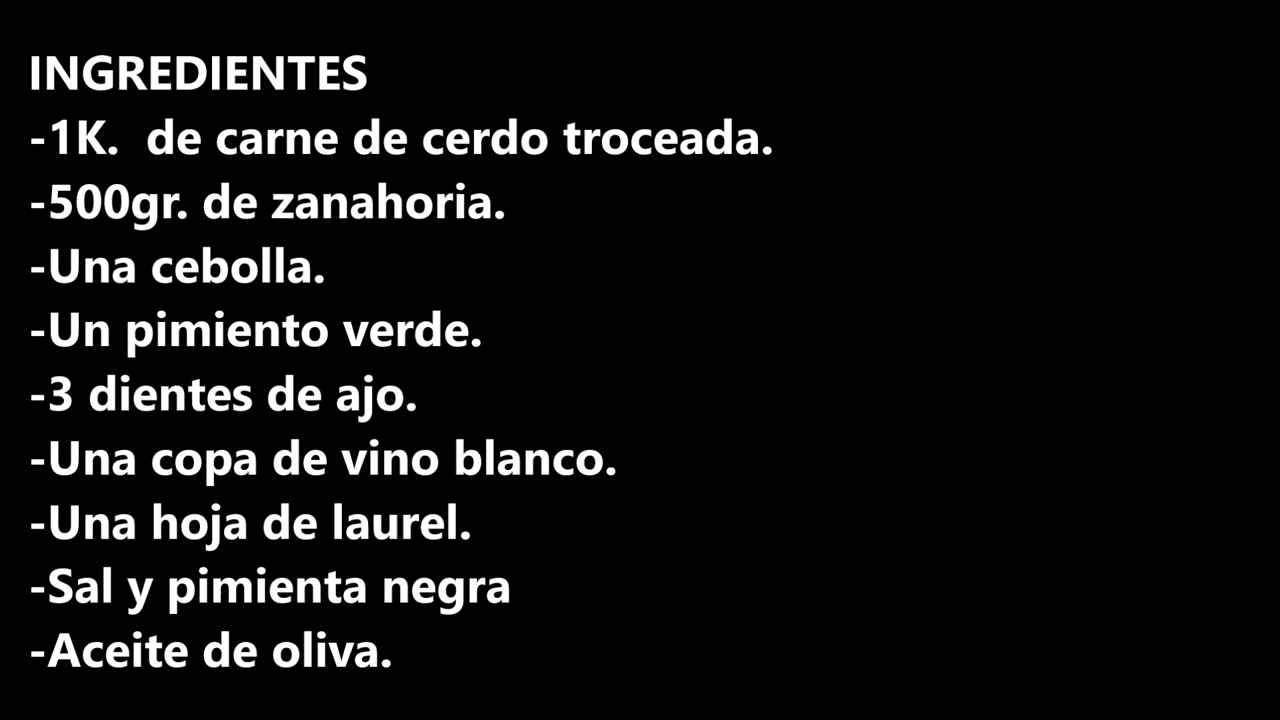 INGREDIENTES
-1K.  de carne de cerdo troceada.
-500gr. de zanahoria.
-Una cebolla.
-Un pimiento verde.
-3 dientes de ajo.
-Una copa de vino blanco.
-Una hoja de laurel.
-Sal y pimienta negra
-Aceite de oliva.